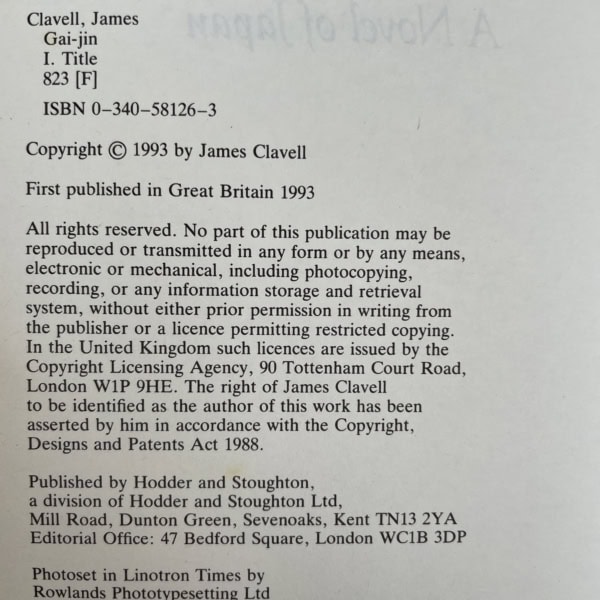 A Novel of Japan
Clavell, James
Gai-jin
I. Title
823 [F]
ISBN 0–340–58126–3
Copyright © 1993 by James Clavell
First published in Great Britain 1993
All rights reserved. No part of this publication may be
reproduced or transmitted in any form or by any means,
electronic or mechanical, including photocopying,
recording, or any information storage and retrieval
system, without either prior permission in writing from
the publisher or a licence permitting restricted copying.
In the United Kingdom such licences are issued by the
Copyright Licensing Agency, 90 Tottenham Court Road,
London W1P 9HE. The right of James Clavell
to be identified as the author of this work has been
asserted by him in accordance with the Copyright,
Designs and Patents Act 1988.
Published by Hodder and Stoughton,
a division of Hodder and Stoughton Ltd,
Mill Road, Dunton Green, Sevenoaks, Kent TN13 2YA
Editorial Office: 47 Bedford Square, London WC1B 3DP
Photoset in Linotron Times by
Rowlands Phototypesetting Ltd